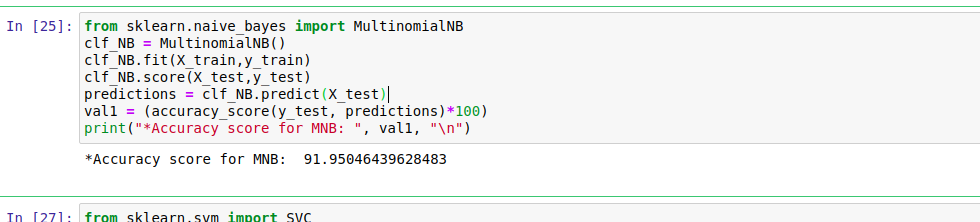 In [25]: from sklearn.naive_bayes import MultinomialNB
clf_NB = MultinomialNB()
clf_NB.fit(X_train,y_train)
clf_NB.score(X_test,y_test)
predictions = clf_NB.predict(X_test)
val1 = (accuracy_score(y_test, predictions)*100)
print("*Accuracy score for MNB: ", val1, "\n")
*Accuracy score for MNB:  91.95046439628483
In [27]: from sklearn.svm import SVC